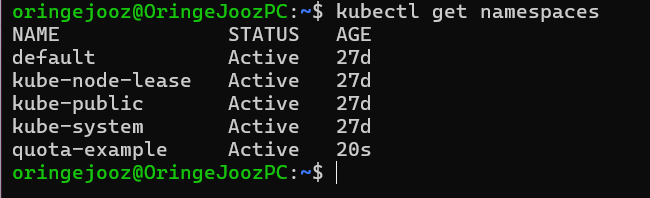 oringejooz@OringeJoozPC:~$ kubectl get namespaces
NAME              STATUS   AGE
default           Active   27d
kube-node-lease   Active   27d
kube-public       Active   27d
kube-system       Active   27d
quota-example     Active   20s
oringejooz@OringeJoozPC:~$